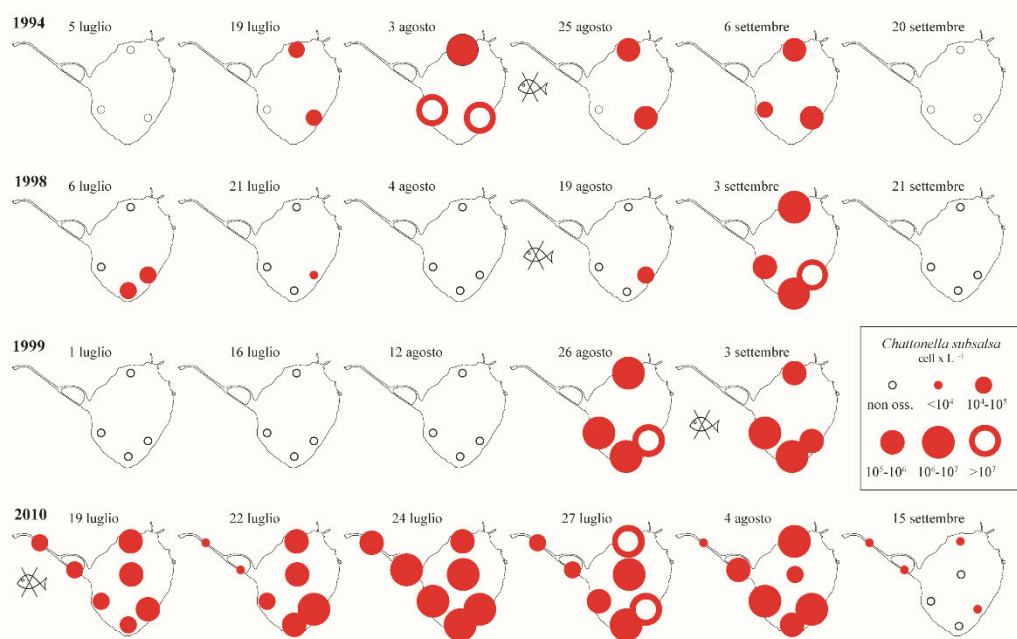 1994
5 luglio
19 luglio
3 agosto
25 agosto
6 settembre
20 settembre
1998
6 luglio
21 luglio
4 agosto
19 agosto
3 settembre
21 settembre
1999
1 luglio
16 luglio
12 agosto
26 agosto
3 settembre
Chattonella subsalsa
cell x L ⁻¹
non oss. <10⁴ 10⁴-10⁵
10⁵-10⁶ 10⁶-10⁷ >10⁷
2010
19 luglio
22 luglio
24 luglio
27 luglio
4 agosto
15 settembre